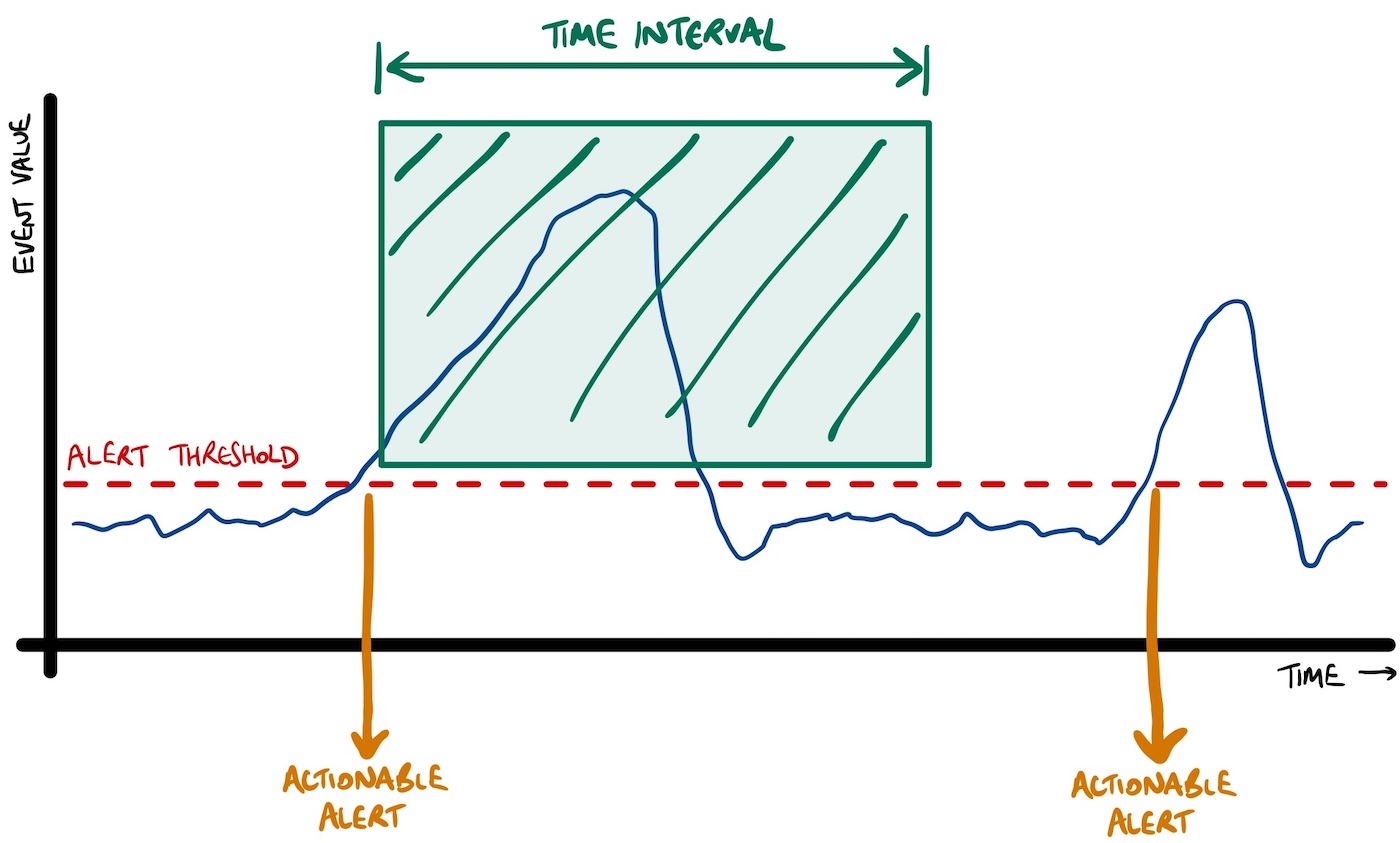 TIME INTERVAL
EVENT VALUE
ALERT THRESHOLD
TIME →
ACTIONABLE
ALERT
ACTIONABLE
ALERT